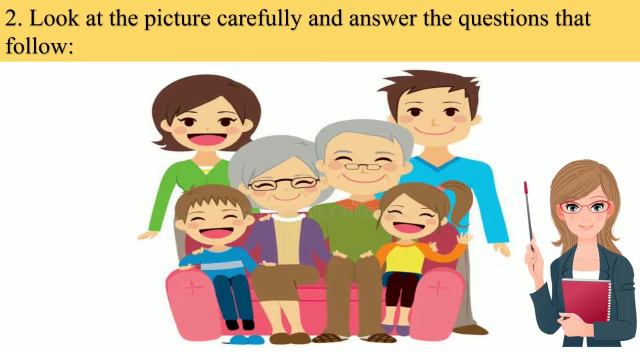 2. Look at the picture carefully and answer the questions that
follow: